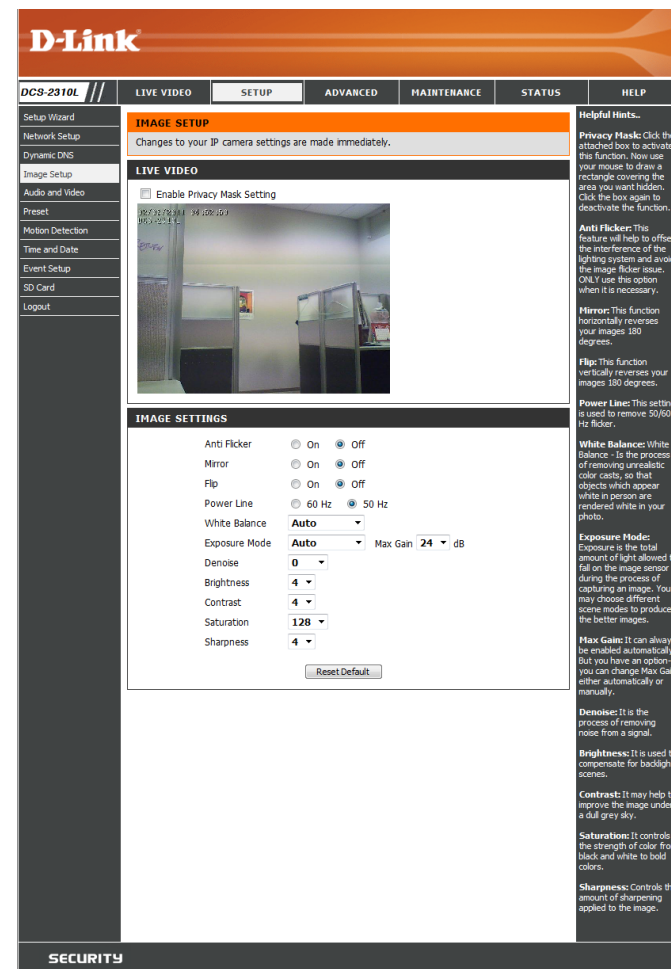 D-Link
DCS-2310L
LIVE VIDEO
SETUP
ADVANCED
MAINTENANCE
STATUS
HELP
Setup Wizard
Network Setup
Dynamic DNS
Image Setup
Audio and Video
Preset
Motion Detection
Time and Date
Event Setup
SD Card
Logout
IMAGE SETUP
Changes to your IP camera settings are made immediately.
LIVE VIDEO
Enable Privacy Mask Setting
IMAGE SETTINGS
Anti Flicker On Off
Mirror On Off
Flip On Off
Power Line 60 Hz 50 Hz
White Balance Auto
Exposure Mode Auto Max Gain 24 dB
Denoise 0
Brightness 4
Contrast 4
Saturation 128
Sharpness 4
Reset Default
Helpful Hints..
Privacy Mask: Click the
attached box to activate
this function. Now use
your mouse to draw a
rectangle covering the
area you want hidden.
Click the box again to
deactivate the function.
Anti Flicker: This
feature will help to offse
the interference of the
lighting system and avoi
the image flicker issue.
ONLY use this option
when it is necessary.
Mirror: This function
horizontally reverses
your images 180
degrees.
Flip: This function
vertically reverses your
images 180 degrees.
Power Line: This settin
is used to remove 50/60
Hz flicker.
White Balance: White
Balance - Is the process
of removing unrealistic
color casts, so that
objects which appear
white in person are
rendered white in your
photo.
Exposure Mode:
Exposure is the total
amount of light allowed t
fall on the image sensor
during the process of
capturing an image. You
may choose different
scene modes to produce
the better images.
Max Gain: It can alway
be enabled automatically
But you have an option-
you can change Max Gai
either automatically or
manually.
Denoise: It is the
process of removing
noise from a signal.
Brightness: It is used t
compensate for backligh
scenes.
Contrast: It may help t
improve the image under
a dull grey sky.
Saturation: It controls
the strength of color fro
black and white to bold
colors.
Sharpness: Controls th
amount of sharpening
applied to the image.
SECURITY